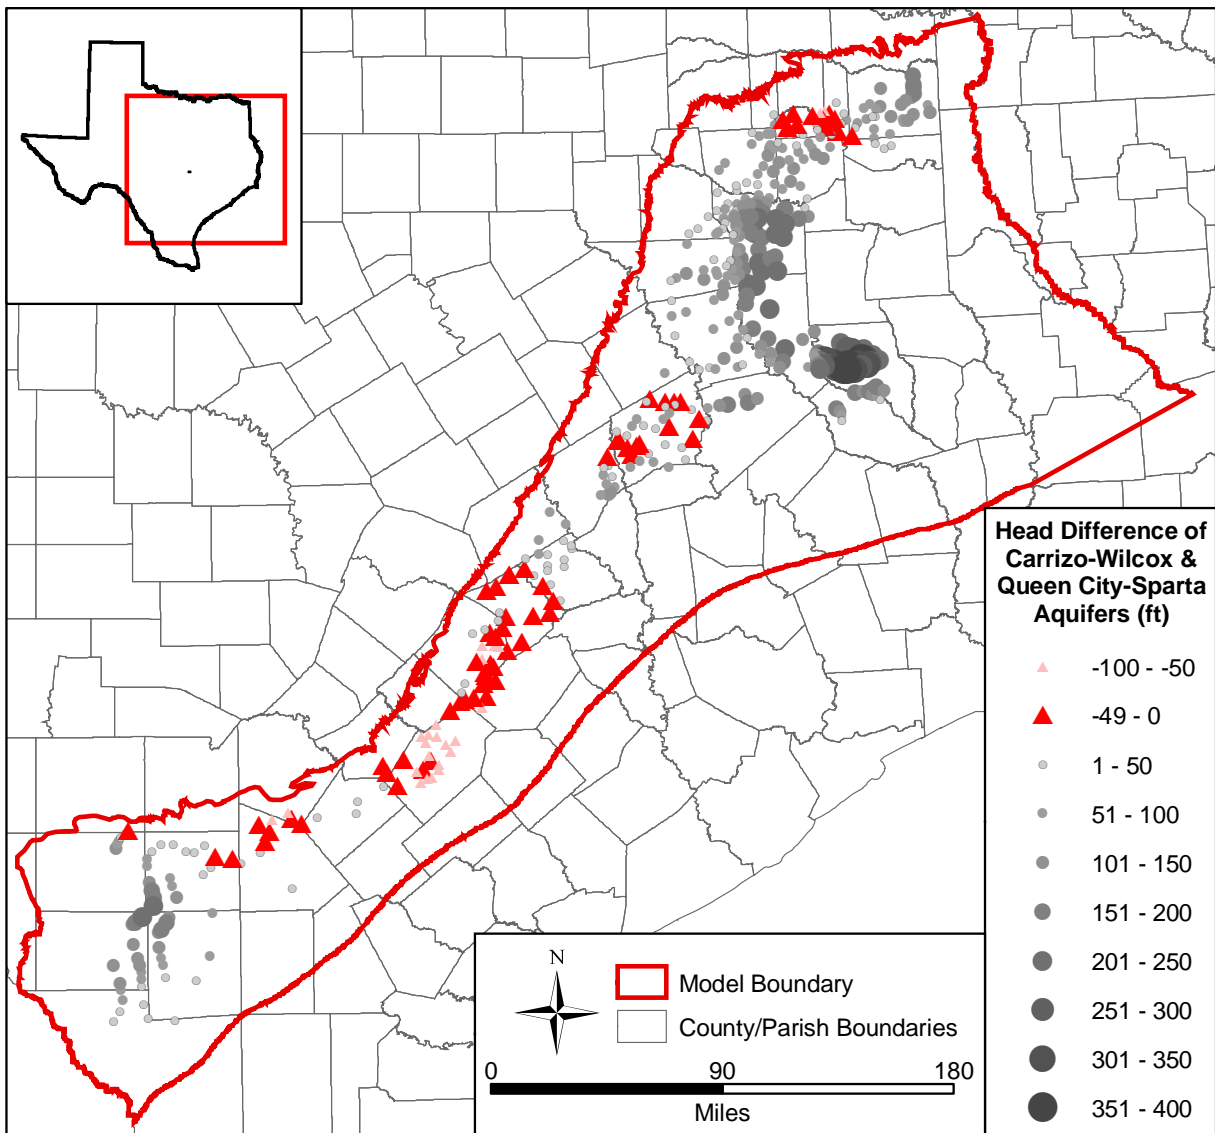 Head Difference of
Carrizo-Wilcox &
Queen City-Sparta
Aquifers (ft)
-100 - -50
-49 - 0
1 - 50
51 - 100
101 - 150
151 - 200
201 - 250
251 - 300
301 - 350
351 - 400
N
Model Boundary
County/Parish Boundaries
0 90 180
Miles